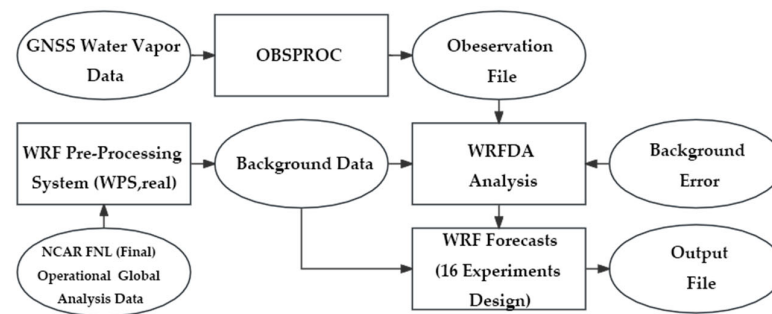 GNSS Water Vapor
Data
OBSPROC
Obeservation
File
WRF Pre-Processing
System (WPS,real)
Background Data
WRFDA
Analysis
Background
Error
NCAR FNL (Final)
Operational Global
Analysis Data
WRF Forecasts
(16 Experiments
Design)
Output
File